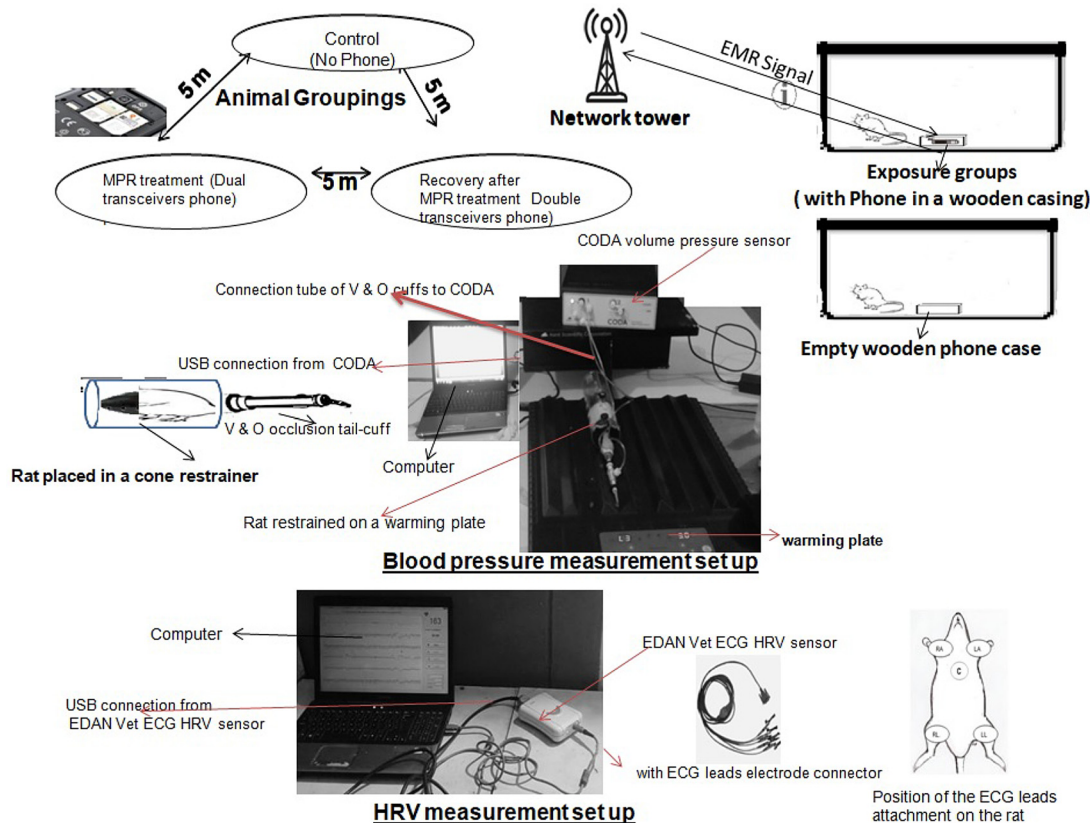 Control
(No Phone)
5 m
5 m
Animal Groupings
MPR treatment (Dual
transceivers phone)
5 m
Recovery after
MPR treatment Double
transceivers phone)
Network tower
EMR Signal
i
Exposure groups
( with Phone in a wooden casing)
Empty wooden phone case
CODA volume pressure sensor
Connection tube of V & O cuffs to CODA
CODA
USB connection from CODA
V & O occlusion tail-cuff
Rat placed in a cone restrainer
Computer
Rat restrained on a warming plate
warming plate
Blood pressure measurement set up
Computer
163
EDAN Vet ECG HRV sensor
USB connection from
EDAN Vet ECG HRV sensor
with ECG leads electrode connector
HRV measurement set up
RA
LA
C
RL
LL
Position of the ECG leads
attachment on the rat